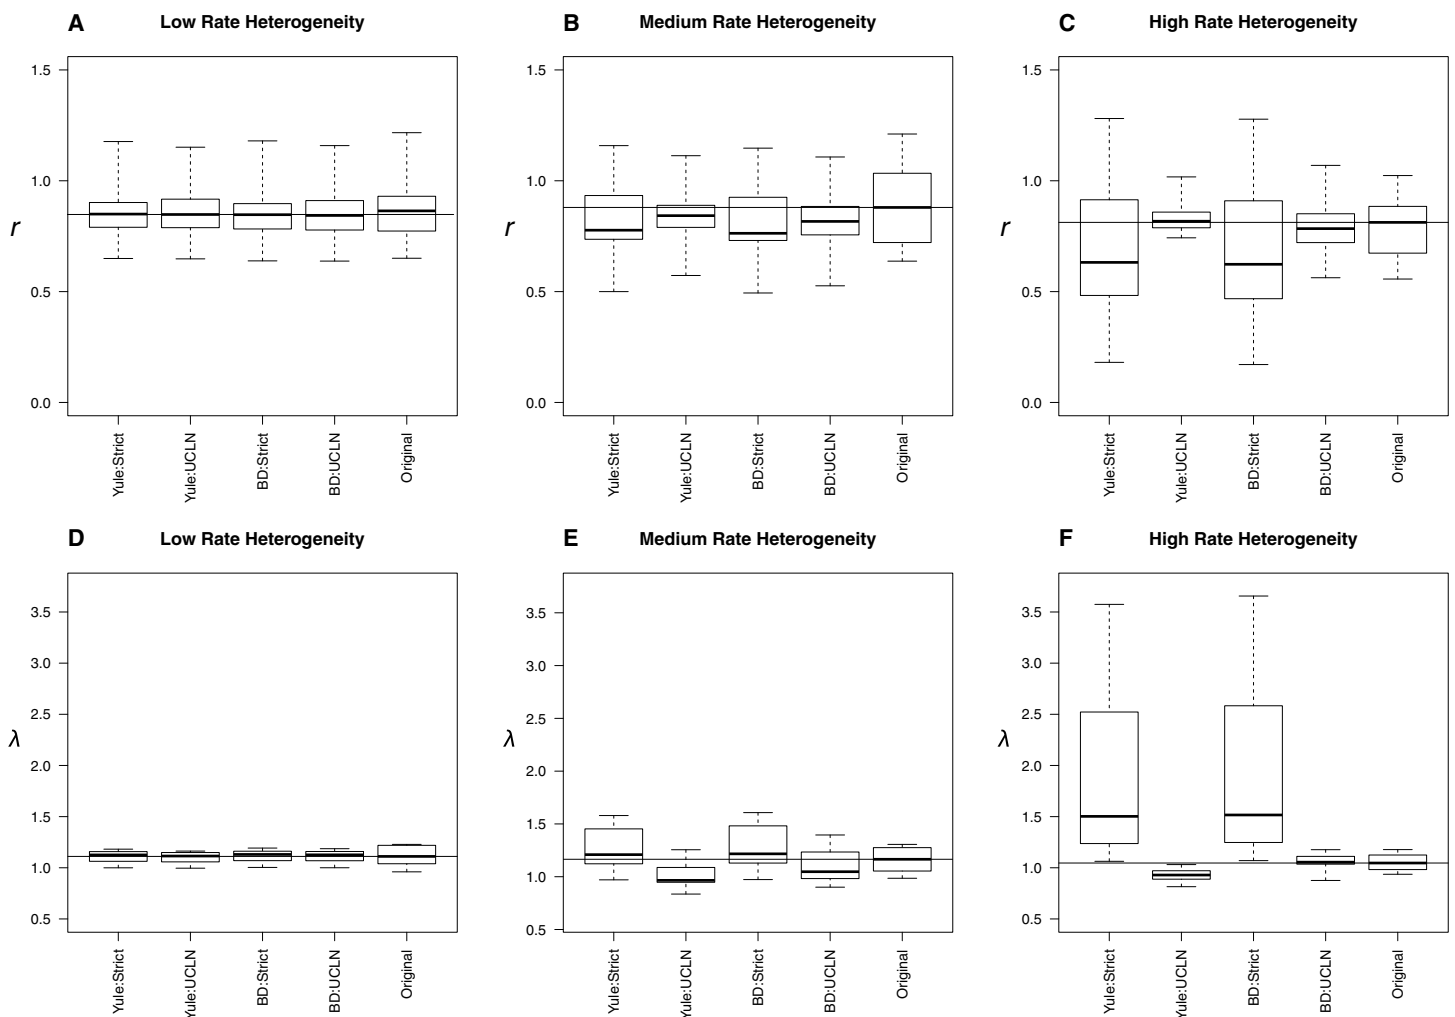 A Low Rate Heterogeneity
1.5
1.0
0.5
0.0
r
Yule:Strict
Yule:UCLN
BD:Strict
BD:UCLN
Original
B Medium Rate Heterogeneity
1.5
1.0
0.5
0.0
r
Yule:Strict
Yule:UCLN
BD:Strict
BD:UCLN
Original
C High Rate Heterogeneity
1.5
1.0
0.5
0.0
r
Yule:Strict
Yule:UCLN
BD:Strict
BD:UCLN
Original
D Low Rate Heterogeneity
3.5
3.0
2.5
2.0
1.5
1.0
0.5
λ
Yule:Strict
Yule:UCLN
BD:Strict
BD:UCLN
Original
E Medium Rate Heterogeneity
3.5
3.0
2.5
2.0
1.5
1.0
0.5
λ
Yule:Strict
Yule:UCLN
BD:Strict
BD:UCLN
Original
F High Rate Heterogeneity
3.5
3.0
2.5
2.0
1.5
1.0
0.5
λ
Yule:Strict
Yule:UCLN
BD:Strict
BD:UCLN
Original